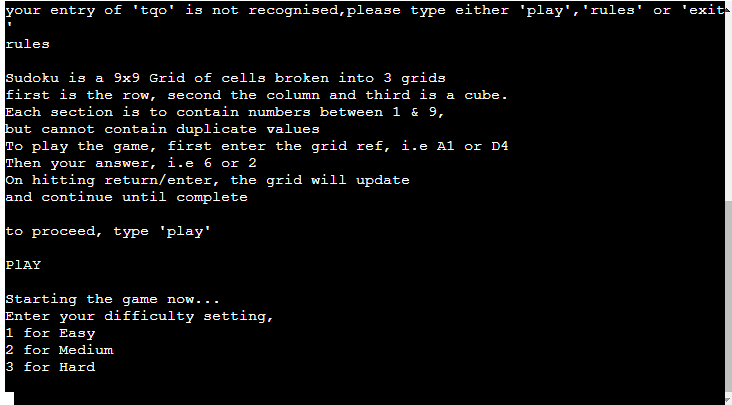 your entry of 'tqo' is not recognised,please type either 'play','rules' or 'exit
'
rules
Sudoku is a 9x9 Grid of cells broken into 3 grids
first is the row, second the column and third is a cube.
Each section is to contain numbers between 1 & 9,
but cannot contain duplicate values
To play the game, first enter the grid ref, i.e A1 or D4
Then your answer, i.e 6 or 2
On hitting return/enter, the grid will update
and continue until complete
to proceed, type 'play'
PlAY
Starting the game now...
Enter your difficulty setting,
1 for Easy
2 for Medium
3 for Hard